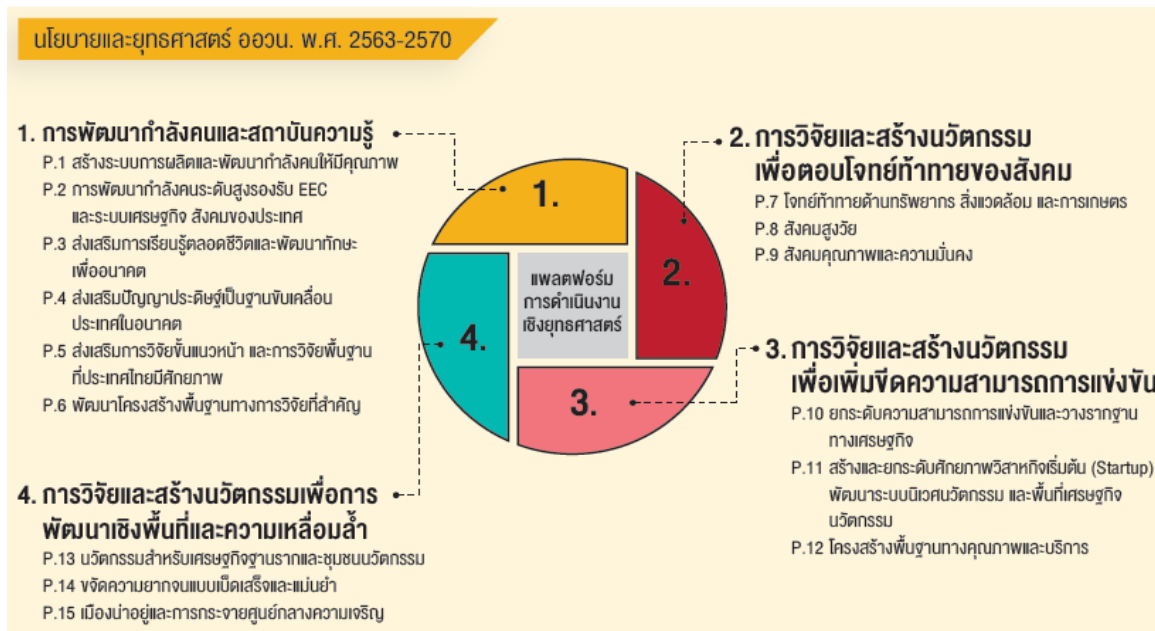 นโยบายและยุทธศาสตร์ ออวน. พ.ศ. 2563-2570
1. การพัฒนากำลังคนและสถาบันความรู้
P.1 สร้างระบบการผลิตและพัฒนากำลังคนให้มีคุณภาพ
P.2 การพัฒนากำลังคนระดับสูงรองรับ EEC
และระบบเศรษฐกิจ สังคมของประเทศ
P.3 ส่งเสริมการเรียนรู้ตลอดชีวิตและพัฒนาทักษะ
เพื่ออนาคต
P.4 ส่งเสริมปัญญาประดิษฐ์เป็นฐานขับเคลื่อน
ประเทศในอนาคต
P.5 ส่งเสริมการวิจัยขั้นแนวหน้า และการวิจัยพื้นฐาน
ที่ประเทศไทยมีศักยภาพ
P.6 พัฒนาโครงสร้างพื้นฐานทางการวิจัยที่สำคัญ
1.
2.
3.
4.
แพลตฟอร์ม
การดำเนินงาน
เชิงยุทธศาสตร์
2. การวิจัยและสร้างนวัตกรรม
เพื่อตอบโจทย์ท้าทายของสังคม
P.7 โจทย์ท้าทายด้านทรัพยากร สิ่งแวดล้อม และการเกษตร
P.8 สังคมสูงวัย
P.9 สังคมคุณภาพและความมั่นคง
3. การวิจัยและสร้างนวัตกรรม
เพื่อเพิ่มขีดความสามารถการแข่งขัน
P.10 ยกระดับความสามารถการแข่งขันและวางรากฐาน
ทางเศรษฐกิจ
P.11 สร้างและยกระดับศักยภาพวิสาหกิจเริ่มต้น (Startup)
พัฒนาระบบนิเวศนวัตกรรม และพื้นที่เศรษฐกิจ
นวัตกรรม
P.12 โครงสร้างพื้นฐานทางคุณภาพและบริการ
4. การวิจัยและสร้างนวัตกรรมเพื่อการ
พัฒนาเชิงพื้นที่และความเหลื่อมล้ำ
P.13 นวัตกรรมสำหรับเศรษฐกิจฐานรากและชุมชนนวัตกรรม
P.14 ขจัดความยากจนแบบเบ็ดเสร็จและแม่นยำ
P.15 เมืองน่าอยู่และการกระจายศูนย์กลางความเจริญ